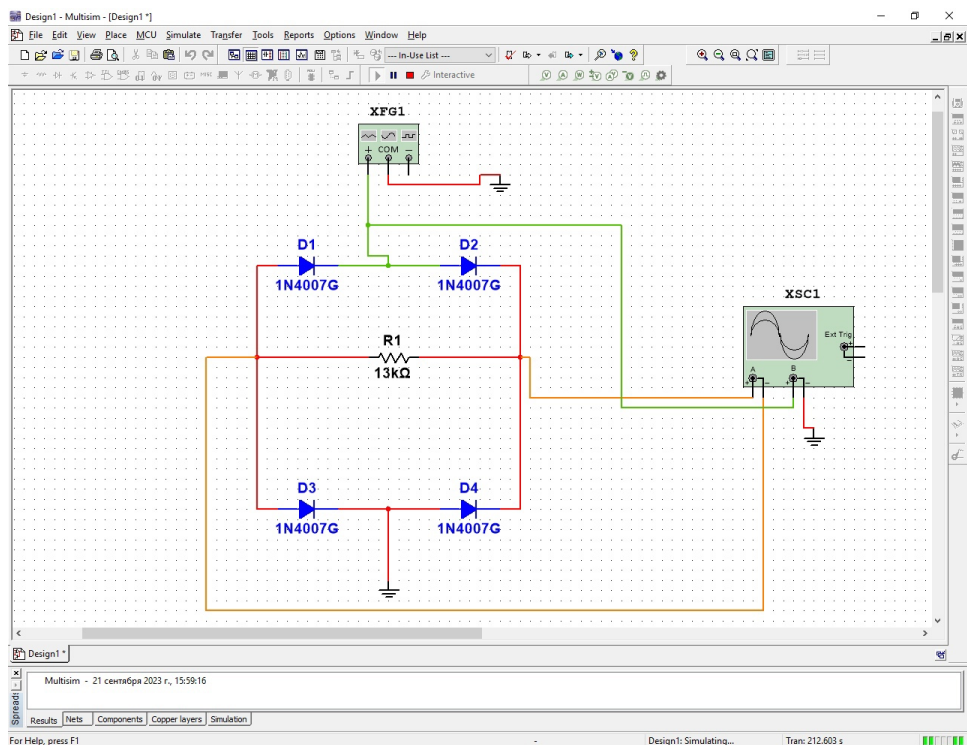 Design1 - Multisim - [Design1 *]
File Edit View Place MCU Simulate Transfer Tools Reports Options Window Help
--- In-Use List ---
Interactive
XFG1
+ COM −
D1
1N4007G
D2
1N4007G
XSC1
Ext Trig
+
−
A
B
+ − + −
R1
13kΩ
D3
1N4007G
D4
1N4007G
Design1 *
Multisim - 21 сентября 2023 г., 15:59:16
Results Nets Components Copper layers Simulation
For Help, press F1
-
Design1: Simulating...
Tran: 212.603 s